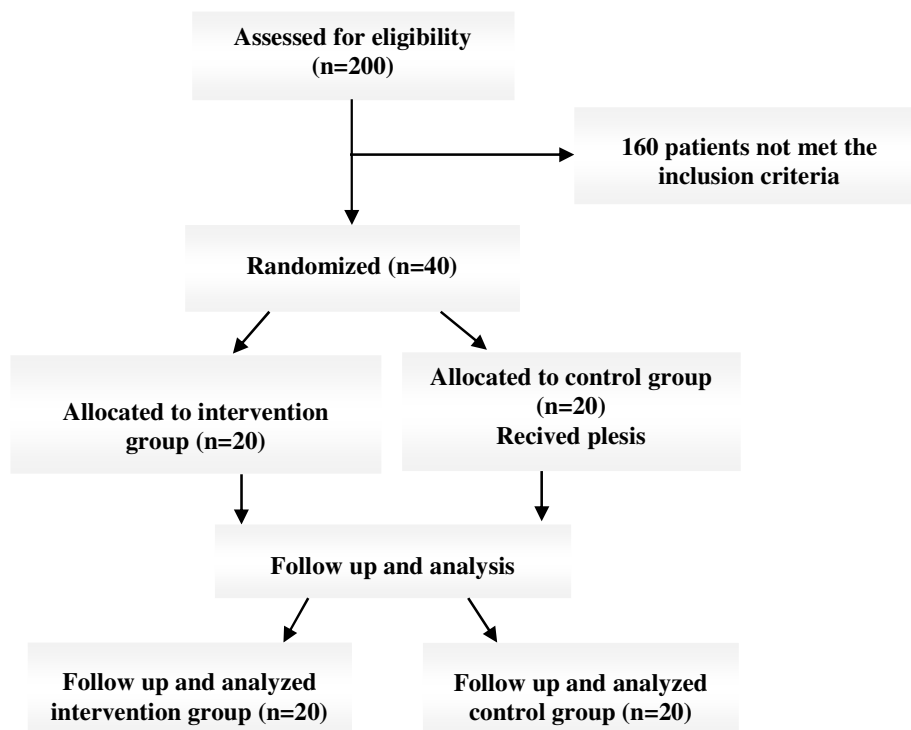 Assessed for eligibility
(n=200)
160 patients not met the
inclusion criteria
Randomized (n=40)
Allocated to intervention
group (n=20)
Allocated to control group
(n=20)
Recived plesis
Follow up and analysis
Follow up and analyzed
intervention group (n=20)
Follow up and analyzed
control group (n=20)